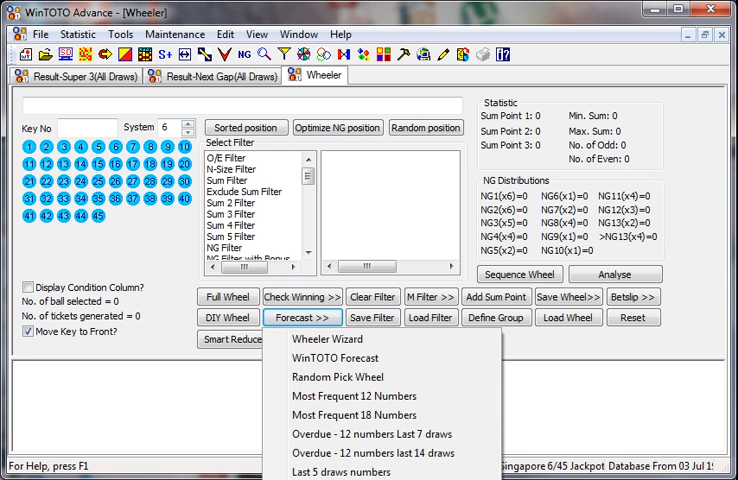 WinTOTO Advance - [Wheeler]
File Statistic Tools Maintenance Edit View Window Help
SD S+ NG
Result-Super 3(All Draws) Result-Next Gap(All Draws) Wheeler
Key No System 6
Sorted position Optimize NG position Random position
1 2 3 4 5 6 7 8 9 10
11 12 13 14 15 16 17 18 19 20
21 22 23 24 25 26 27 28 29 30
31 32 33 34 35 36 37 38 39 40
41 42 43 44 45
Select Filter
O/E Filter
N-Size Filter
Sum Filter
Exclude Sum Filter
Sum 2 Filter
Sum 3 Filter
Sum 4 Filter
Sum 5 Filter
NG Filter
NG Filter with Bonus
Statistic
Sum Point 1: 0 Min. Sum: 0
Sum Point 2: 0 Max. Sum: 0
Sum Point 3: 0 No. of Odd: 0
No. of Even: 0
NG Distributions
NG1(x6)=0 NG6(x1)=0 NG11(x4)=0
NG2(x8)=0 NG7(x2)=0 NG12(x3)=0
NG3(x5)=0 NG8(x4)=0 NG13(x2)=0
NG4(x4)=0 NG9(x1)=0 >NG13(x4)=0
NG5(x2)=0 NG10(x1)=0
Sequence Wheel Analyse
Display Condition Column?
No. of ball selected = 0
No. of tickets generated = 0
Move Key to Front?
Full Wheel Check Winning >> Clear Filter M Filter >> Add Sum Point Save Wheel>> Betslip >>
DIY Wheel Forecast >> Save Filter Load Filter Define Group Load Wheel Reset
Smart Reduce
Wheeler Wizard
WinTOTO Forecast
Random Pick Wheel
Most Frequent 12 Numbers
Most Frequent 18 Numbers
Overdue - 12 numbers Last 7 draws
Overdue - 12 numbers last 14 draws
Last 5 draws numbers
For Help, press F1
Singapore 6/45 Jackpot Database From 03 Jul 19